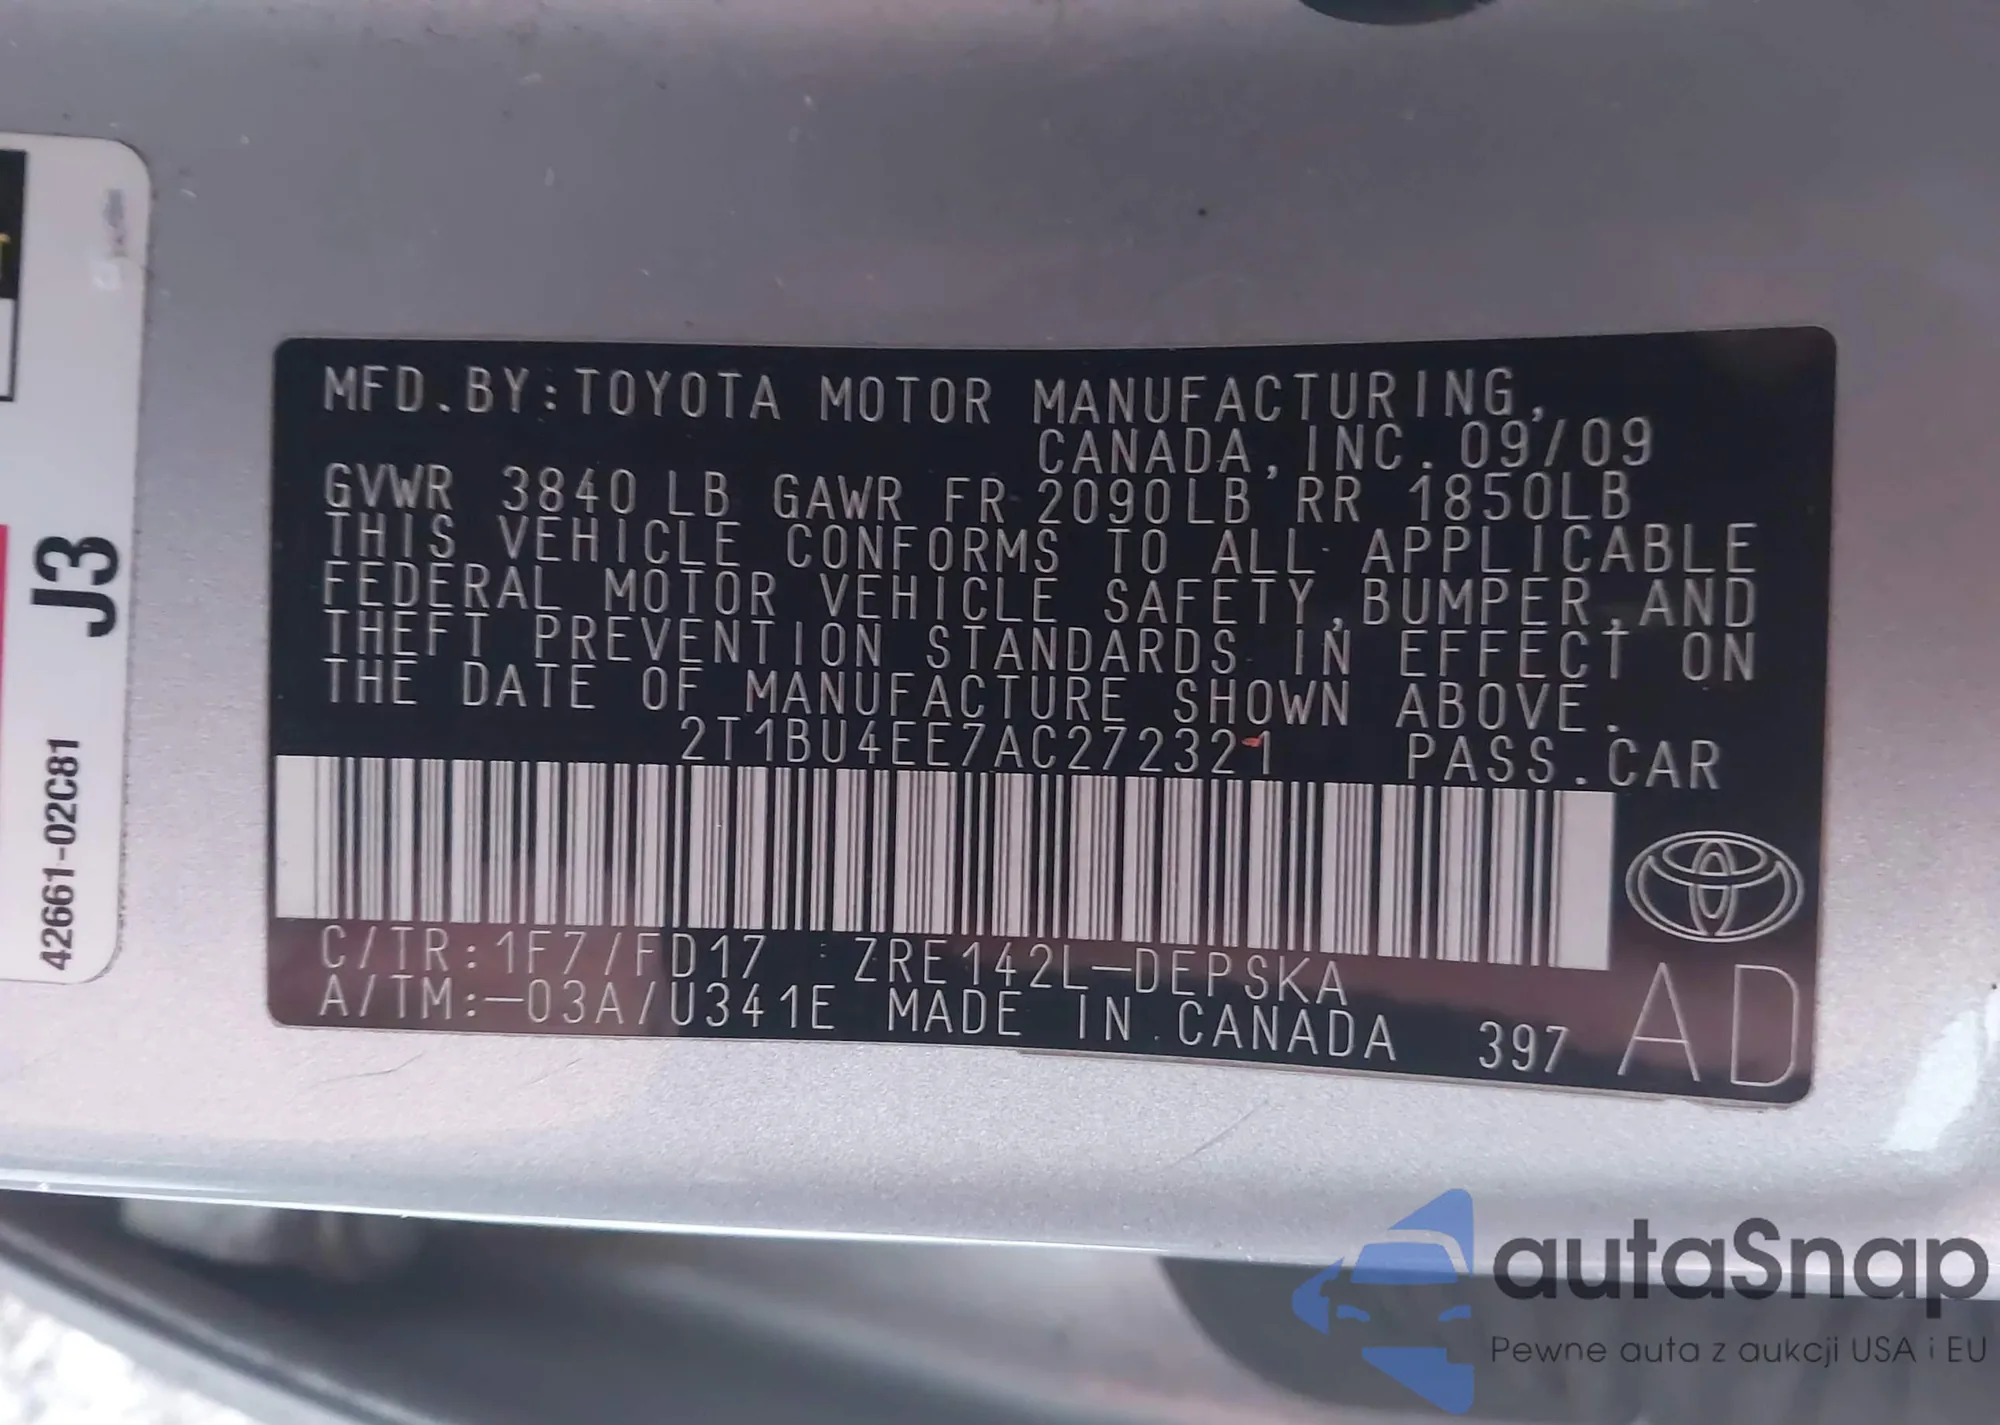 MFD.BY:TOYOTA MOTOR MANUFACTURING,
CANADA,INC.09/09
GVWR 3840 LB GAWR FR 2090LB RR 1850LB
THIS VEHICLE CONFORMS TO ALL APPLICABLE
FEDERAL MOTOR VEHICLE SAFETY,BUMPER,AND
THEFT PREVENTION STANDARDS IN EFFECT ON
THE DATE OF MANUFACTURE SHOWN ABOVE.
2T1BU4EE7AC272321 PASS.CAR
C/TR:1F7/FD17 ZRE142L-DEPSKA
A/TM:-03A/U341E MADE IN CANADA 397 AD
J3
42661-02C81
autaSnap
Pewne auta z aukcji USA i EU